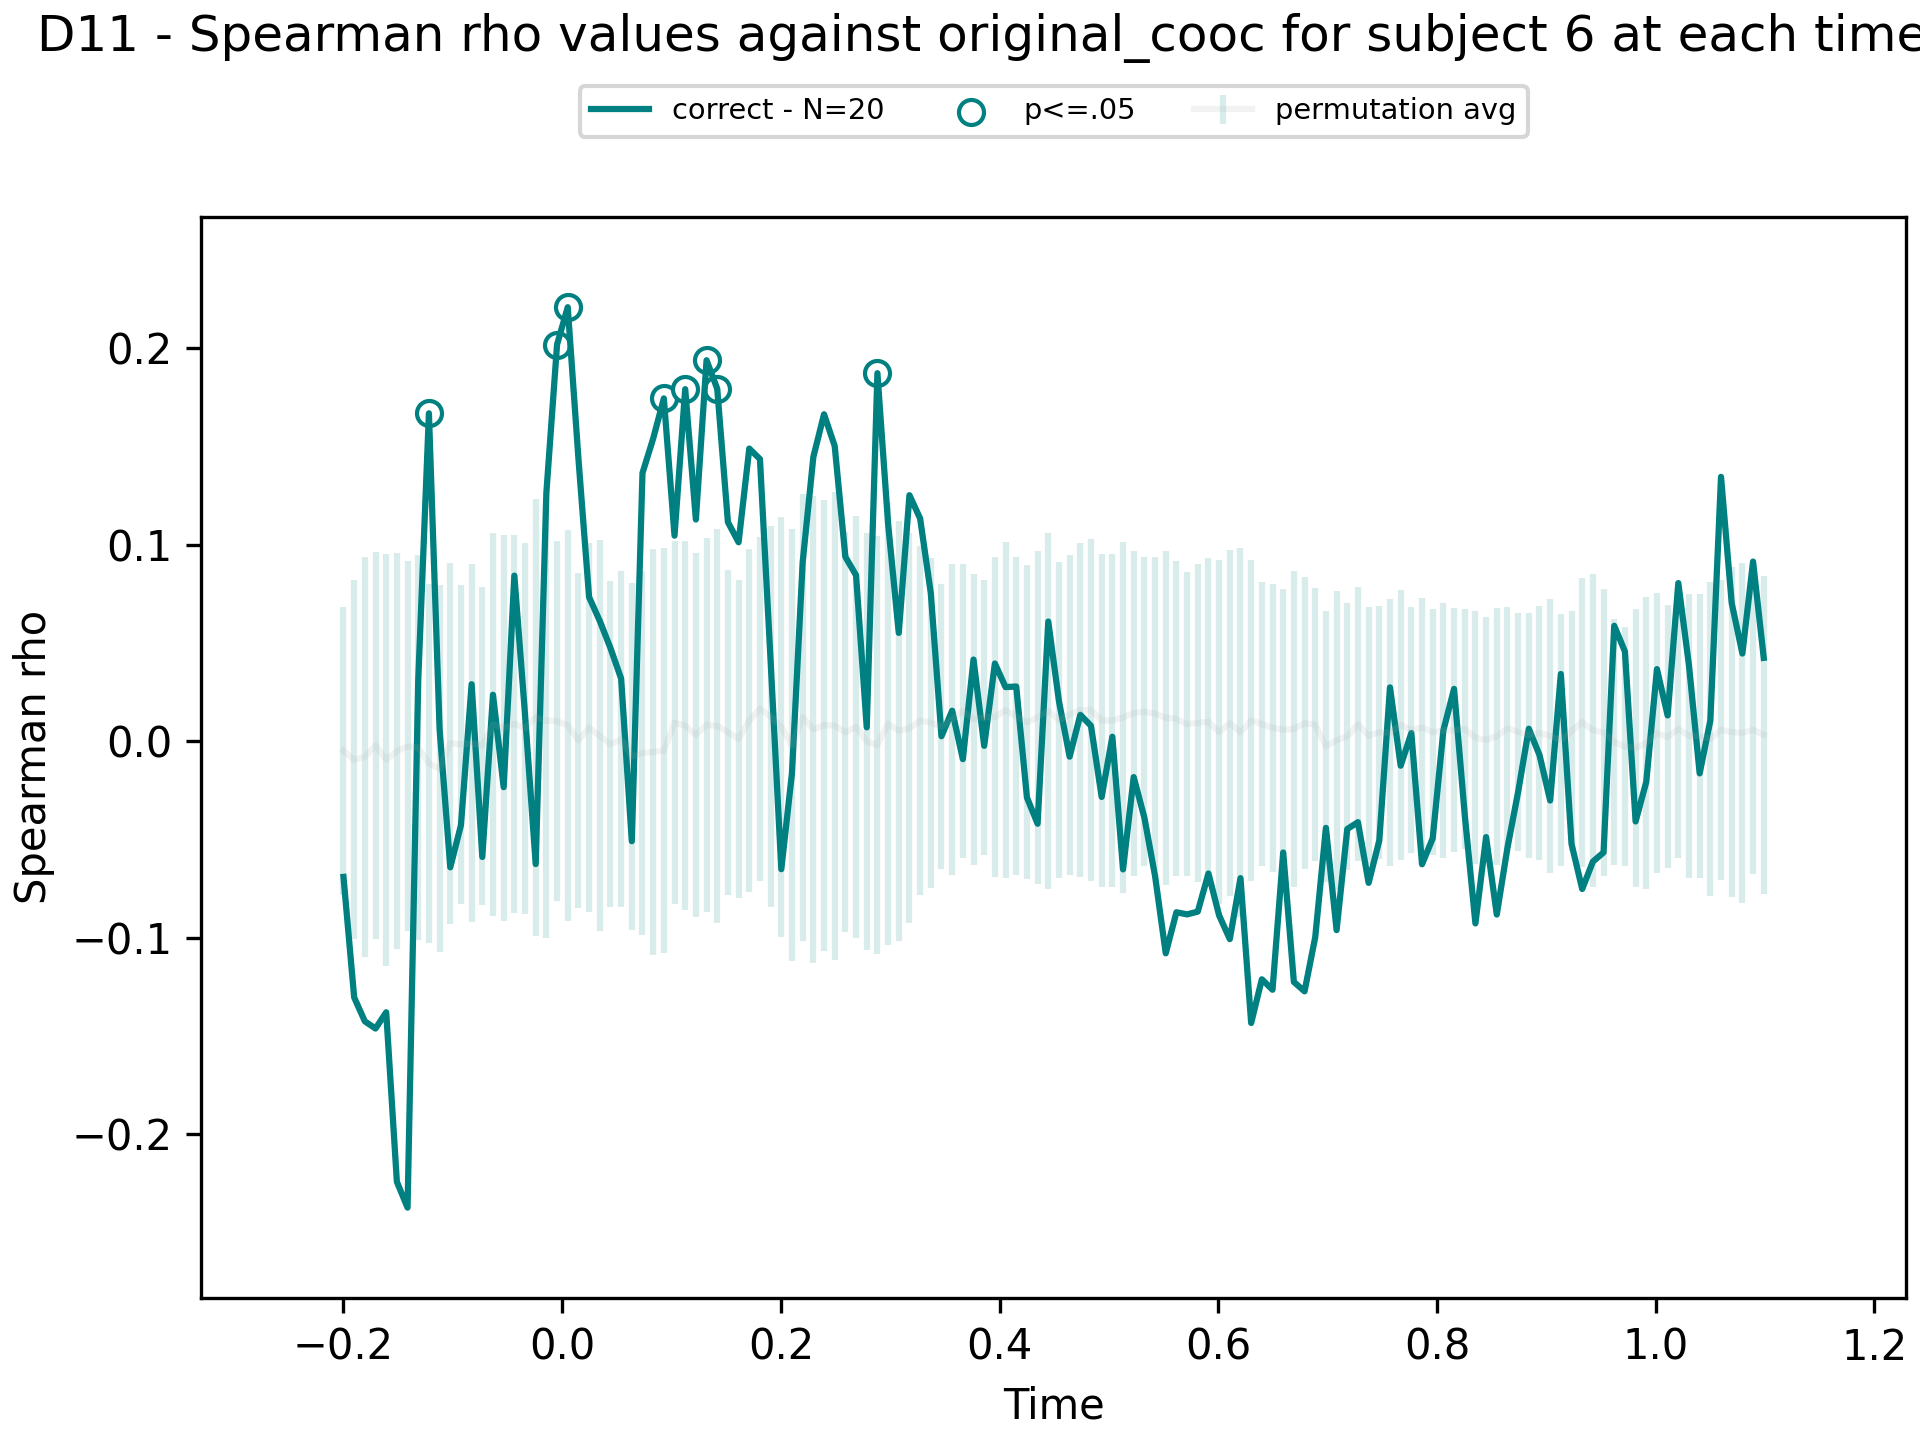 D11 - Spearman rho values against original_cooc for subject 6 at each time
correct - N=20 p<=.05 permutation avg
Spearman rho
0.2
0.1
0.0
−0.1
−0.2
−0.2 0.0 0.2 0.4 0.6 0.8 1.0 1.2
Time